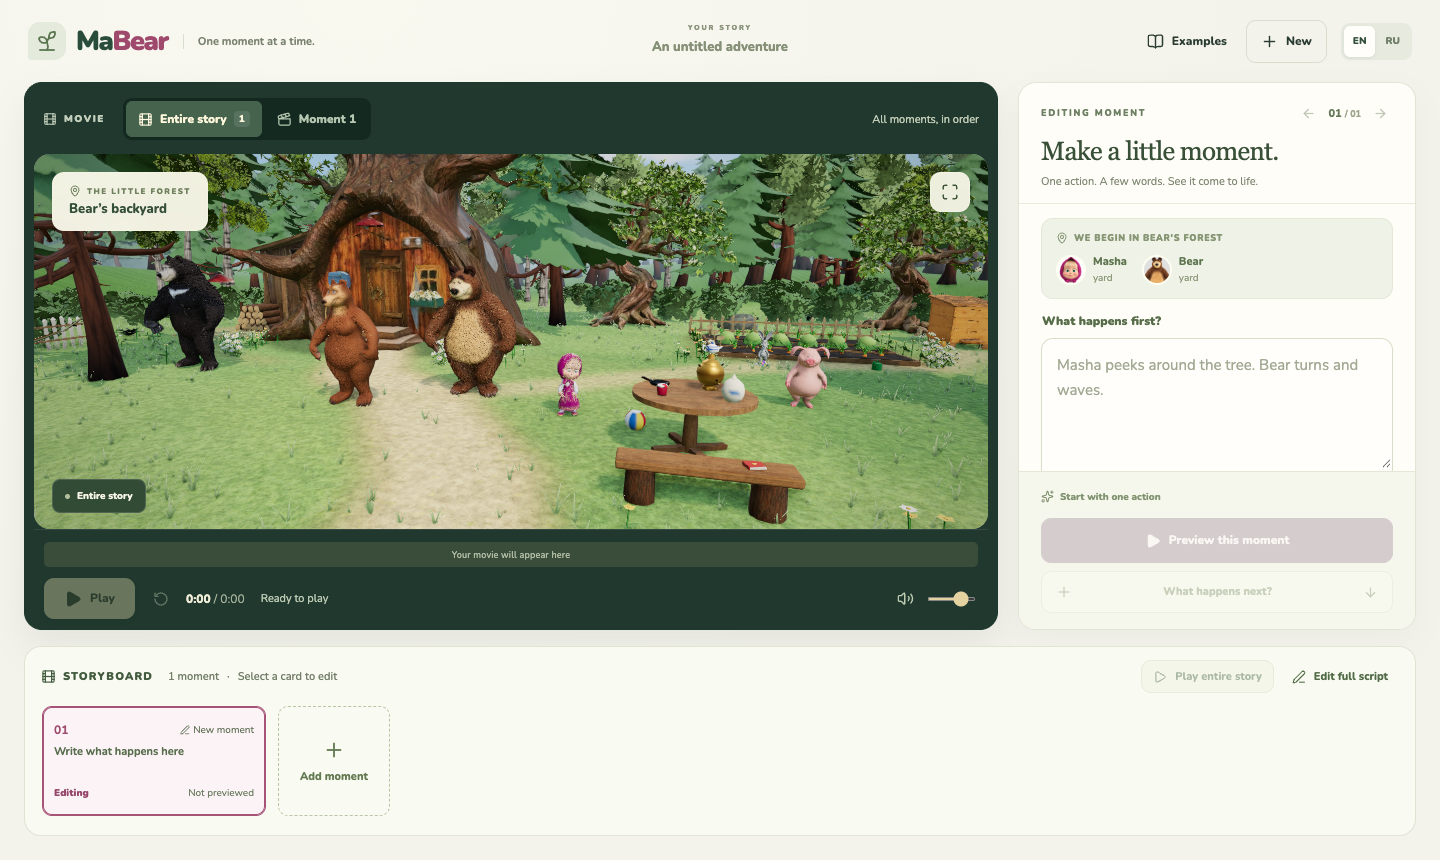 MaBear
One moment at a time.
YOUR STORY
An untitled adventure
Examples
New
EN
RU
MOVIE
Entire story 1
Moment 1
All moments, in order
THE LITTLE FOREST
Bear's backyard
Entire story
Your movie will appear here
Play
0:00 / 0:00
Ready to play
EDITING MOMENT
01 / 01
Make a little moment.
One action. A few words. See it come to life.
WE BEGIN IN BEAR'S FOREST
Masha
yard
Bear
yard
What happens first?
Masha peeks around the tree. Bear turns and
waves.
Start with one action
Preview this moment
What happens next?
STORYBOARD
1 moment · Select a card to edit
Play entire story
Edit full script
01
New moment
Write what happens here
Editing
Not previewed
Add moment